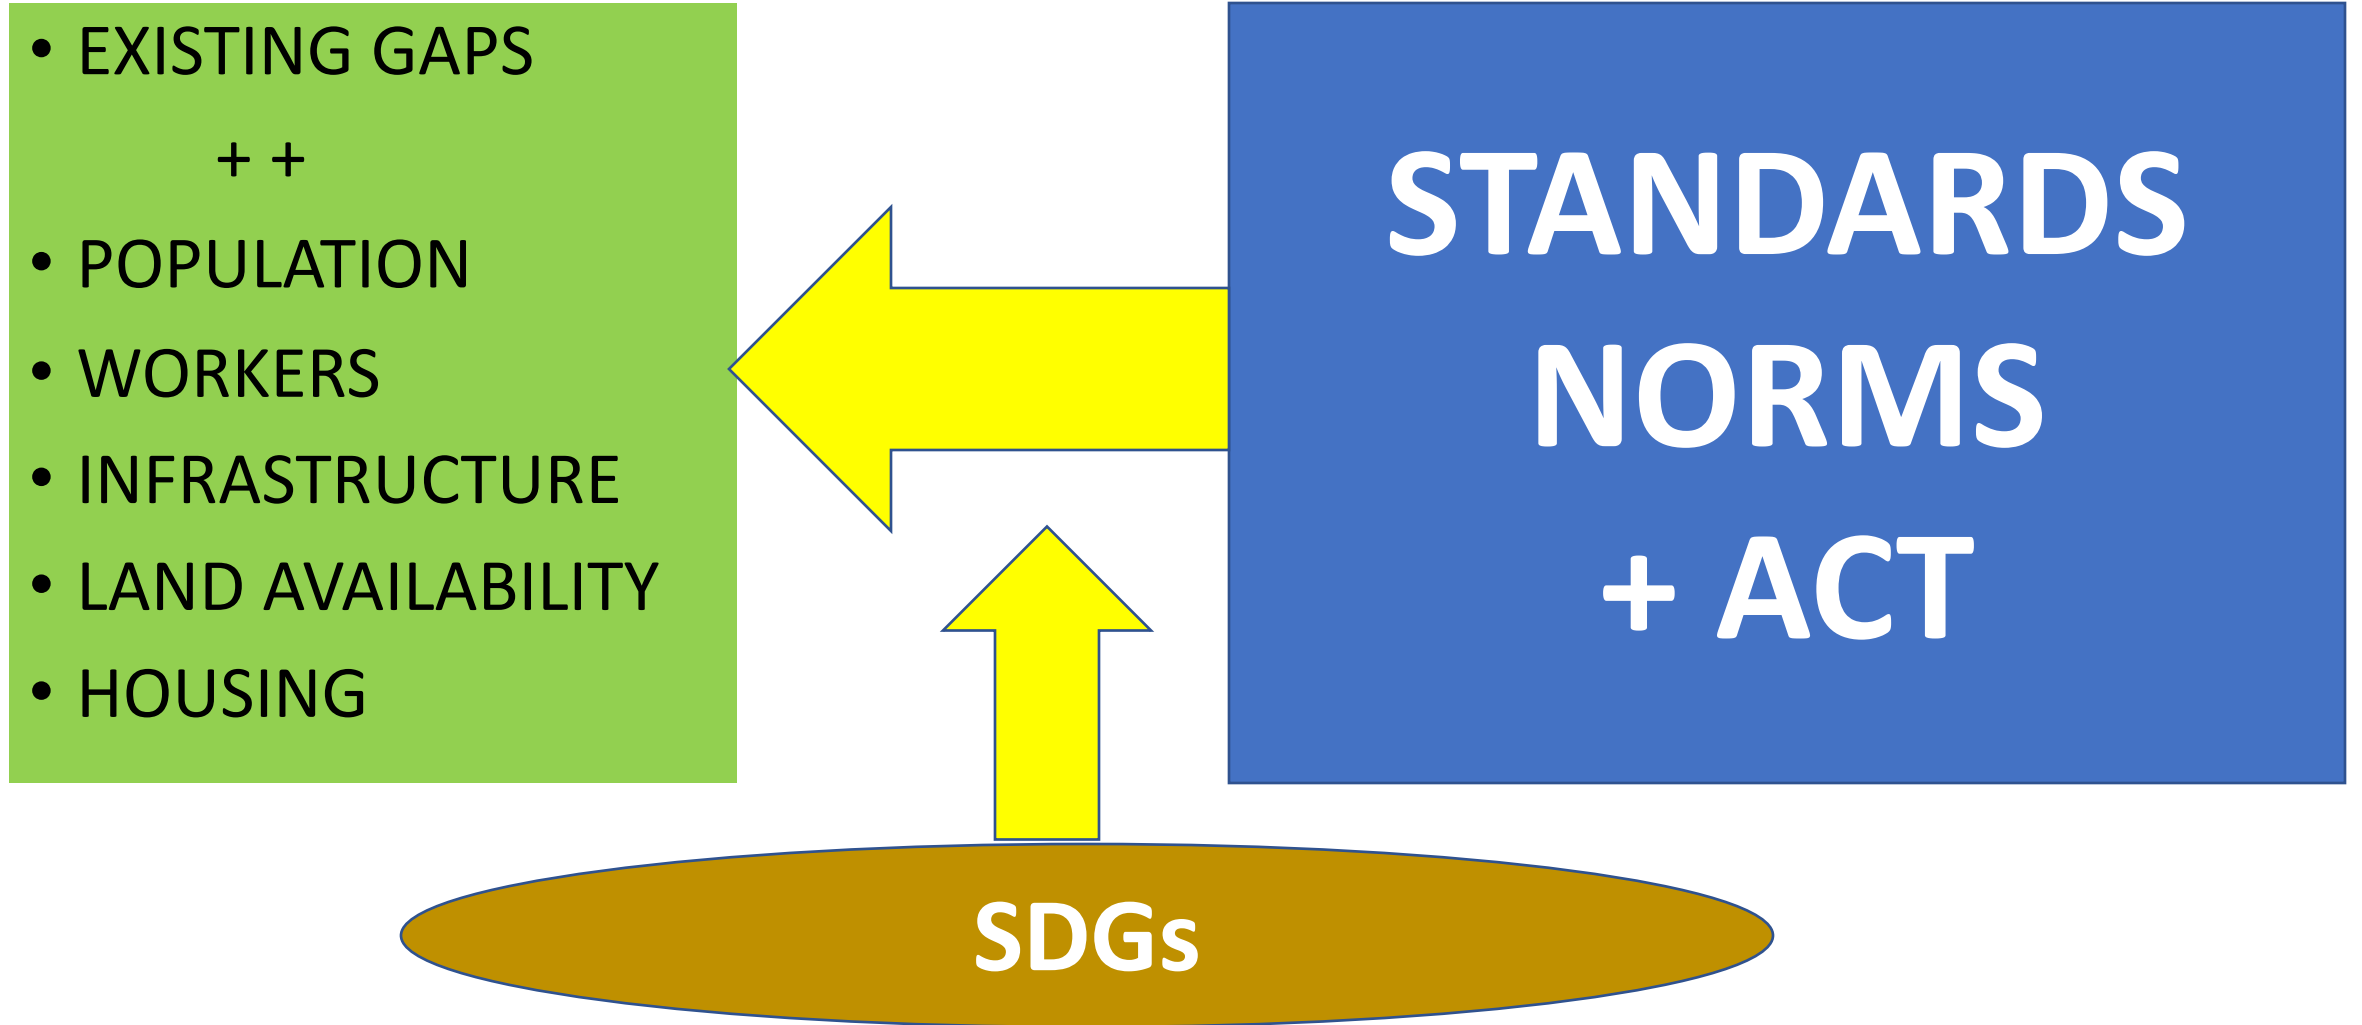 • EXISTING GAPS
+ +
• POPULATION
• WORKERS
• INFRASTRUCTURE
• LAND AVAILABILITY
• HOUSING
STANDARDS
NORMS
+ ACT
SDGs